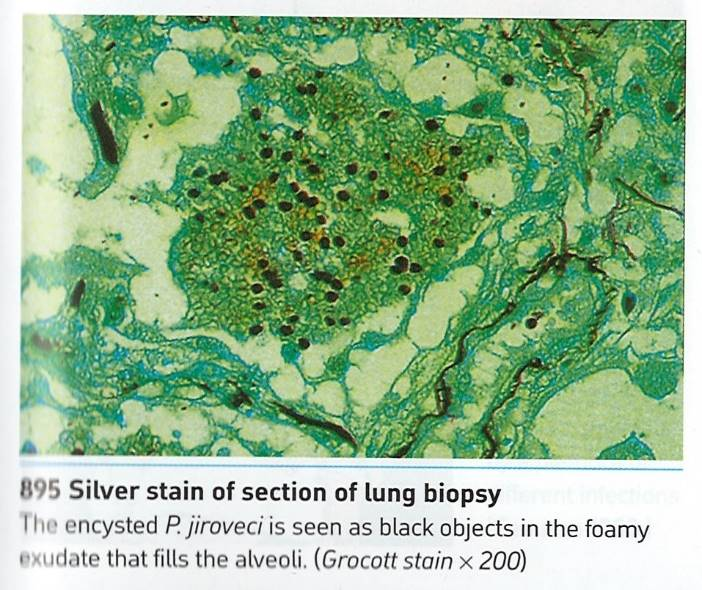 895 Silver stain of section of lung biopsy
The encysted P. jiroveci is seen as black objects in the foamy
exudate that fills the alveoli. (Grocott stain × 200)